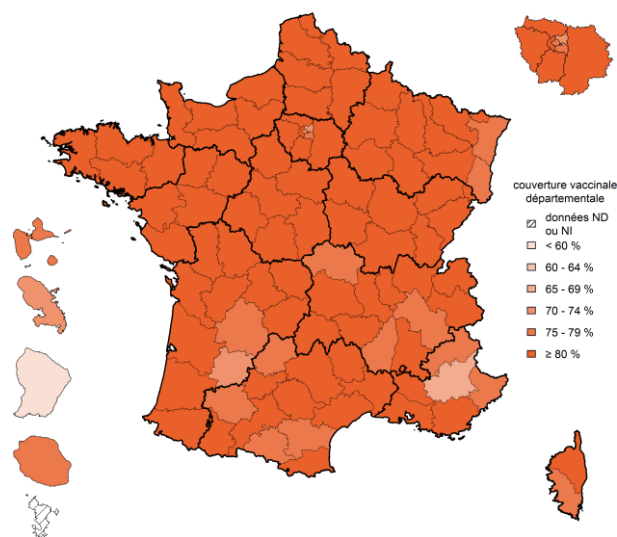 couverture vaccinale
départementale
données ND
ou NI
< 60 %
60 - 64 %
65 - 69 %
70 - 74 %
75 - 79 %
≥ 80 %